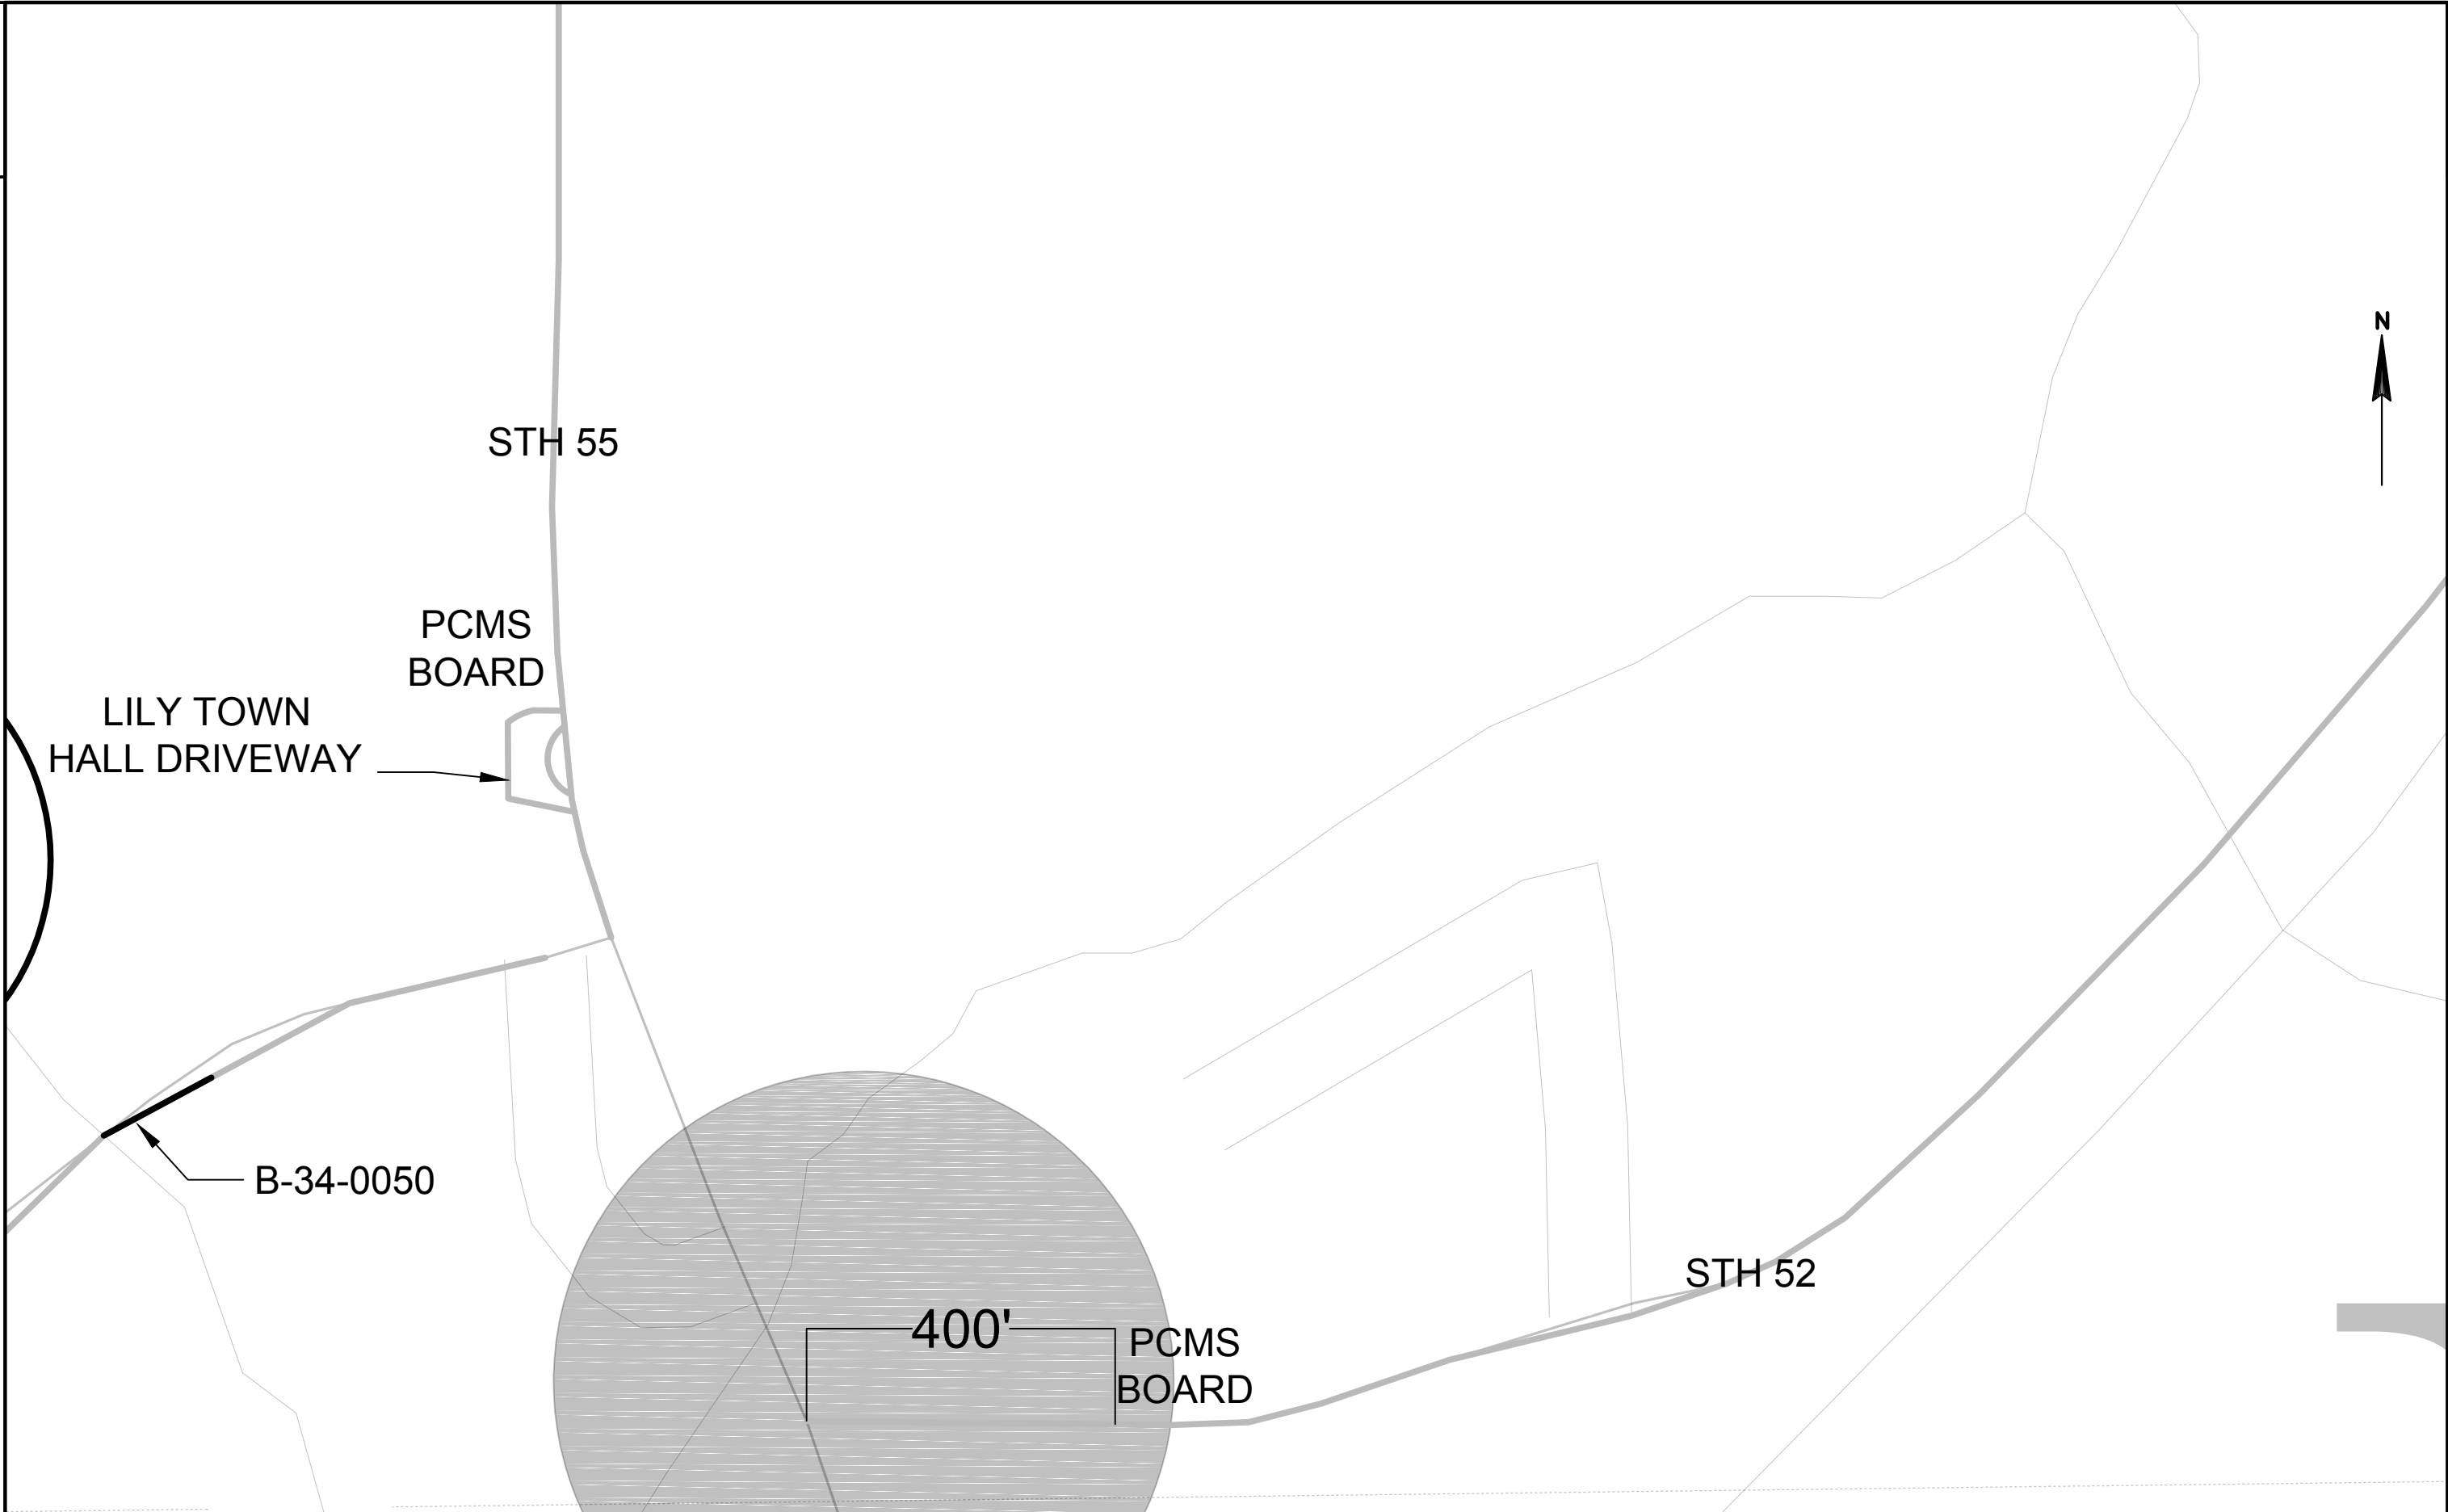 N
STH 55
PCMS
BOARD
LILY TOWN
HALL DRIVEWAY
B-34-0050
STH 52
400'
PCMS
BOARD